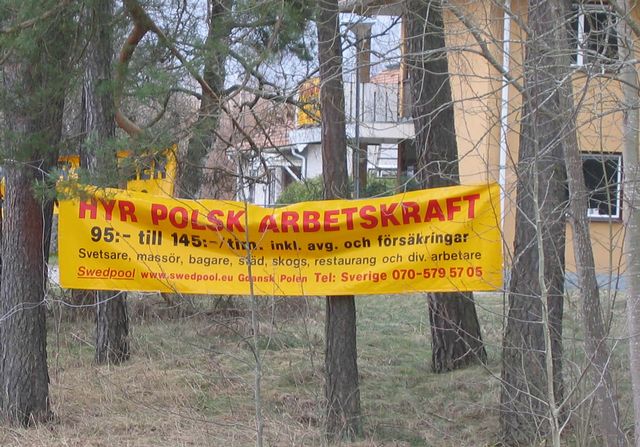 HYR POLSK ARBETSKRAFT
95:- till 145:-/tim. inkl. avg. och försäkringar
Svetsare, massör, bagare, städ, skogs, restaurang och div. arbetare
Swedpool www.swedpool.eu Gdansk Polen Tel: Sverige 070-579 57 05